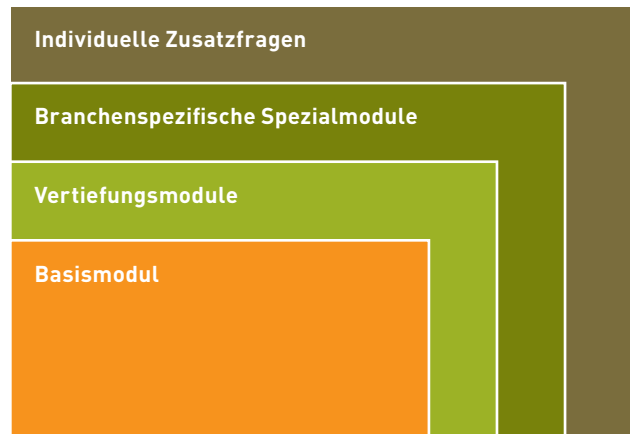 Individuelle Zusatzfragen
Branchenspezifische Spezialmodule
Vertiefungsmodule
Basismodul